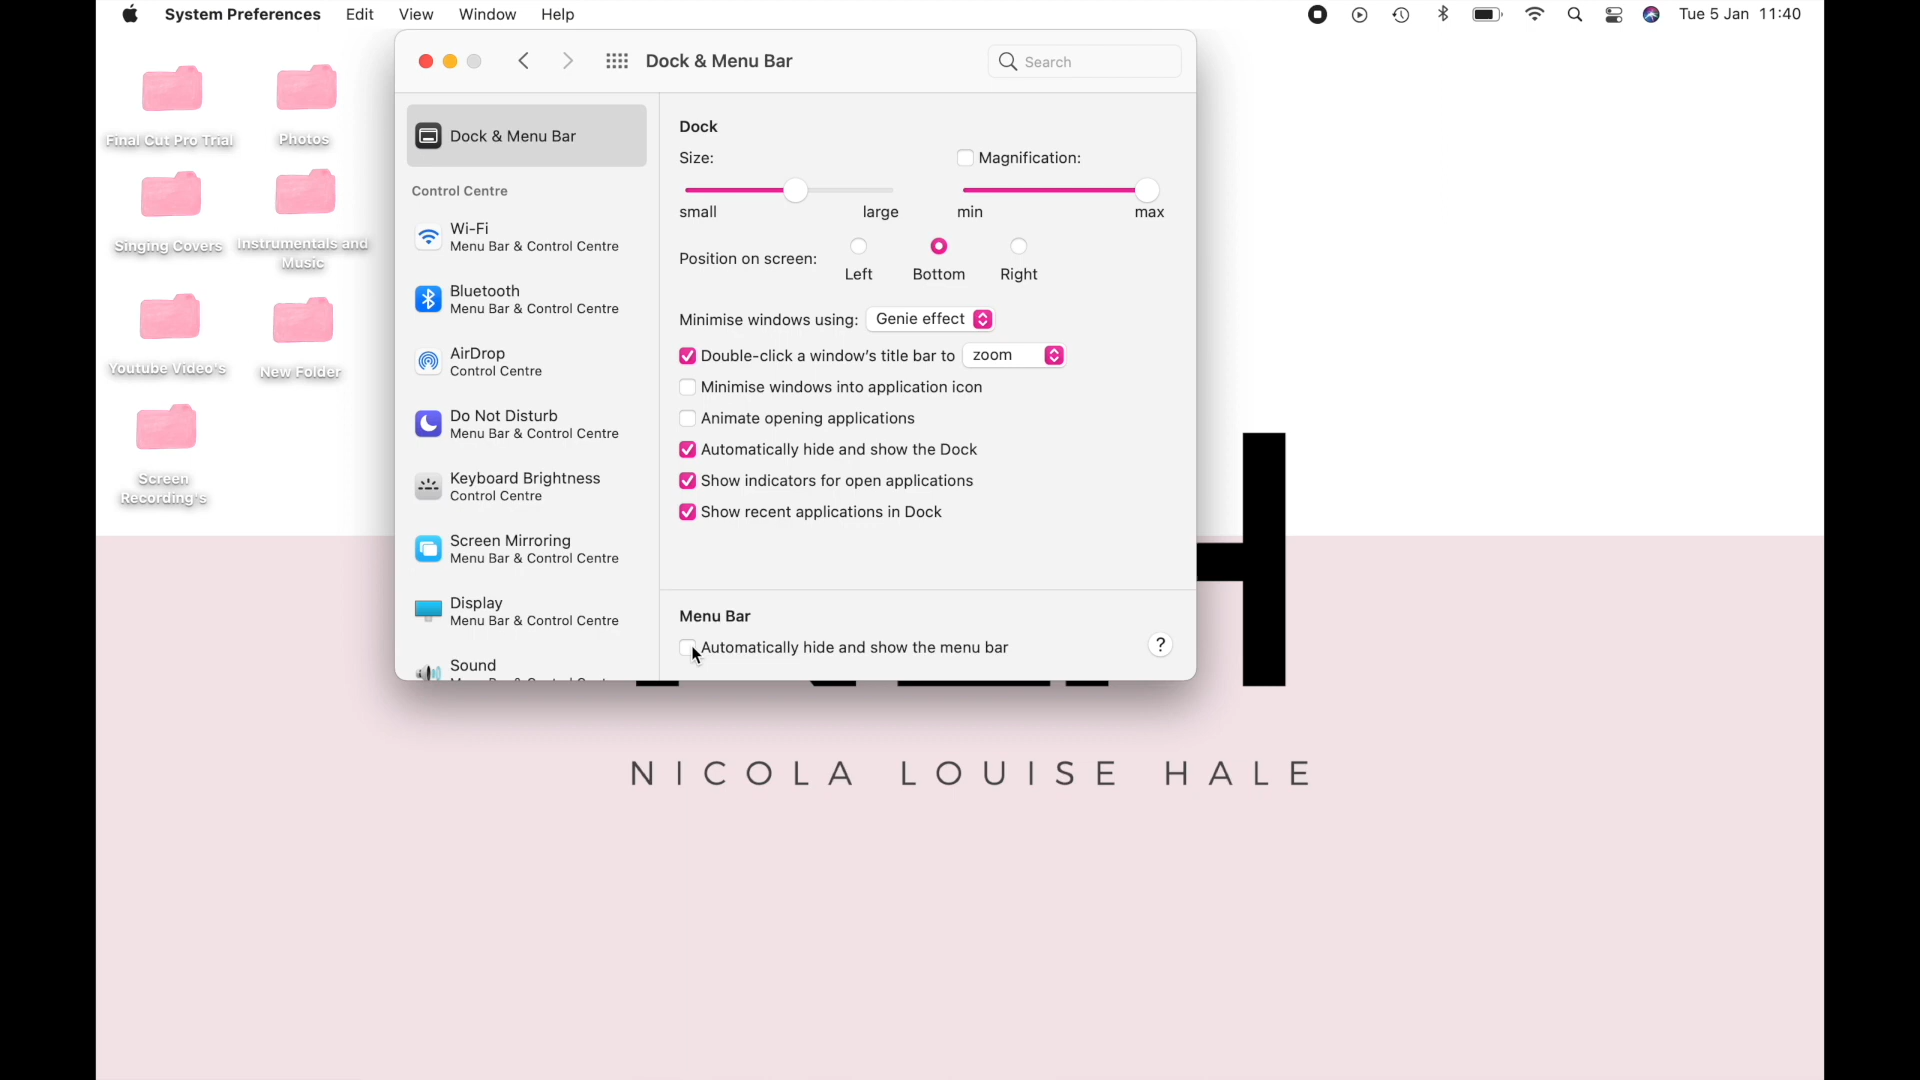 System Preferences Edit View Window Help
Tue 5 Jan 11:40
Dock & Menu Bar
Search
Final Cut Pro Trial
Photos
Singing Covers
Instrumentals and
Music
Youtube Video's
New Folder
Screen
Recording's
Dock & Menu Bar
Control Centre
Wi-Fi
Menu Bar & Control Centre
Bluetooth
Menu Bar & Control Centre
AirDrop
Control Centre
Do Not Disturb
Menu Bar & Control Centre
Keyboard Brightness
Control Centre
Screen Mirroring
Menu Bar & Control Centre
Display
Menu Bar & Control Centre
Sound
Dock
Size:
Magnification:
small large
min max
Position on screen:
Left Bottom Right
Minimise windows using: Genie effect
Double-click a window's title bar to zoom
Minimise windows into application icon
Animate opening applications
Automatically hide and show the Dock
Show indicators for open applications
Show recent applications in Dock
Menu Bar
Automatically hide and show the menu bar
?
H
NICOLA LOUISE HALE